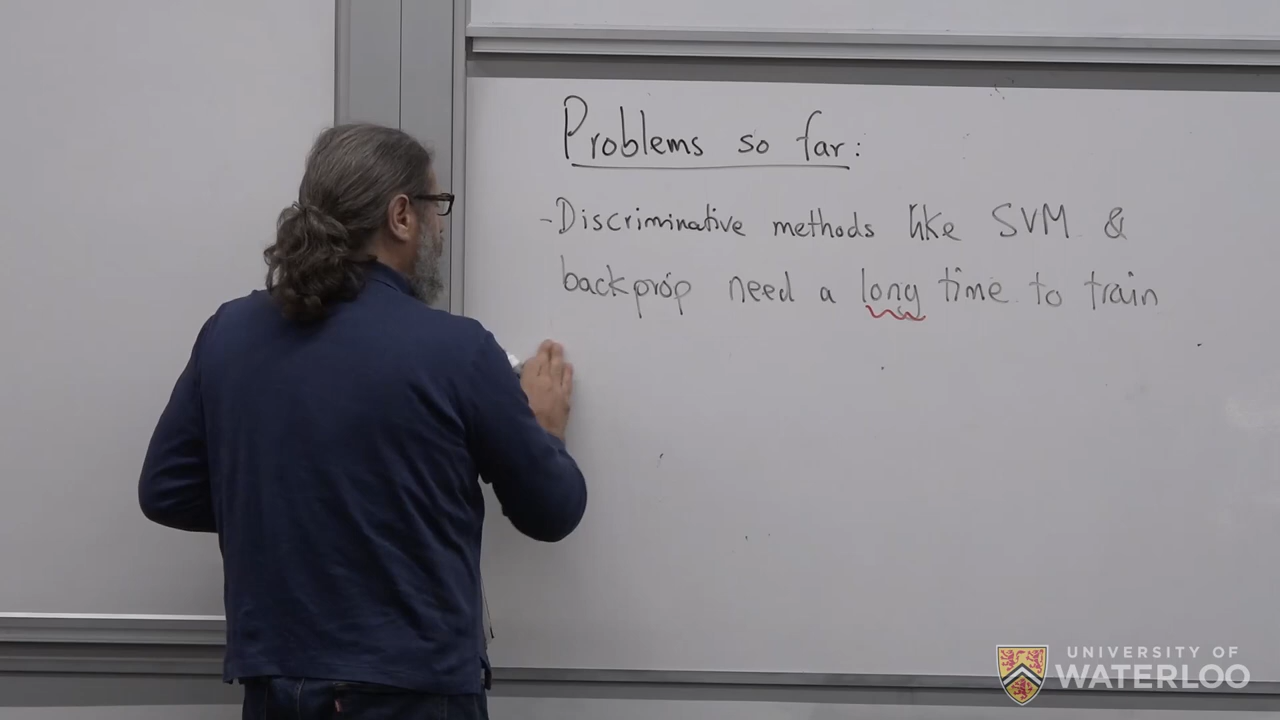 Problems so far:
- Discriminative methods like SVM &
backprop need a long time to train
UNIVERSITY OF
WATERLOO